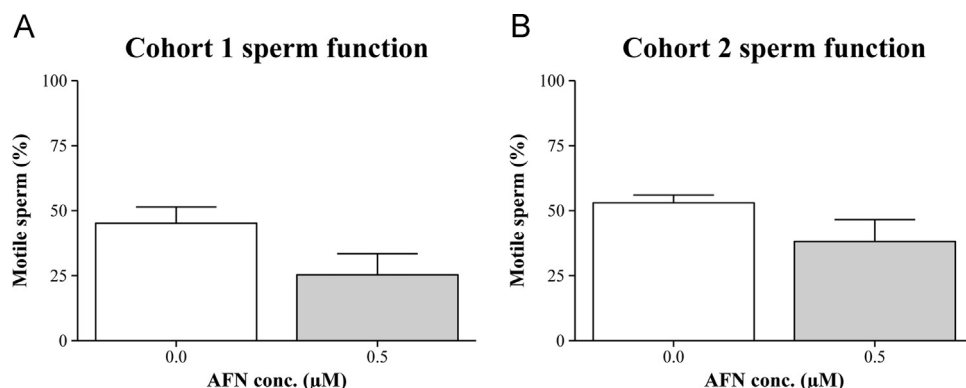 A
Cohort 1 sperm function
Motile sperm (%)
100
75
50
25
0
0.0 0.5
AFN conc. (µM)
B
Cohort 2 sperm function
Motile sperm (%)
100
75
50
25
0
0.0 0.5
AFN conc. (µM)